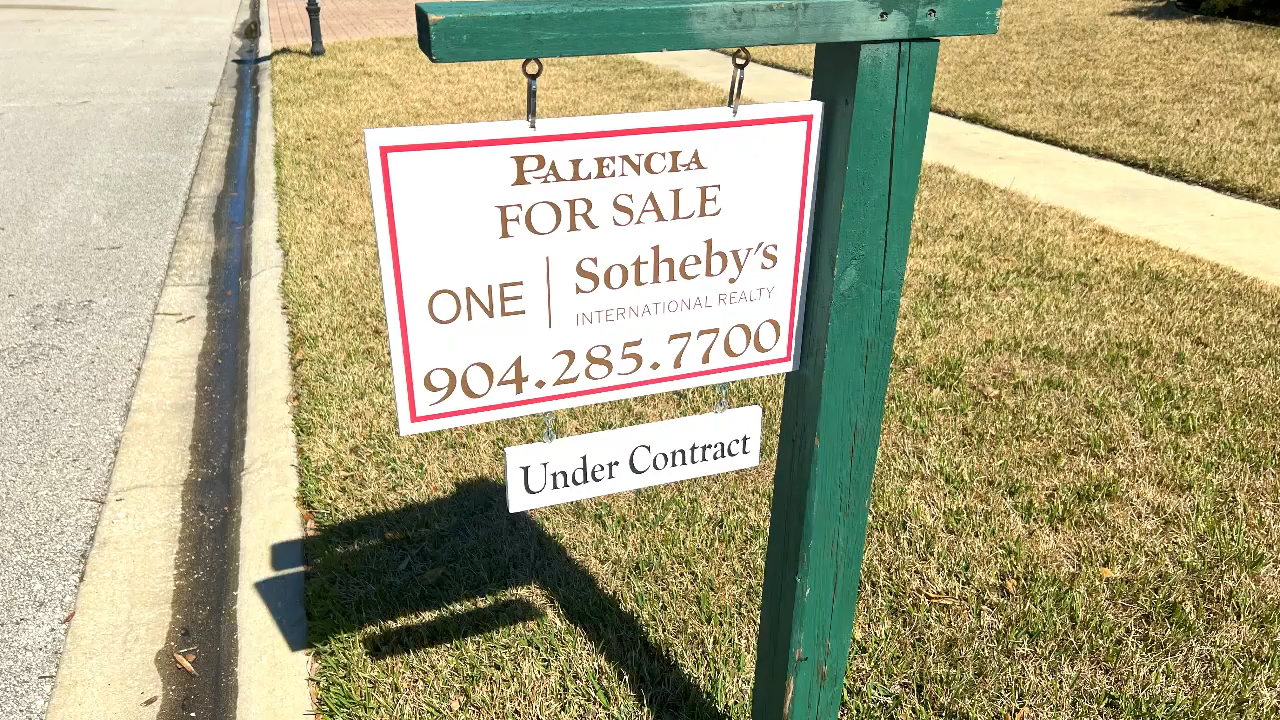 PALENCIA
FOR SALE
ONE | Sotheby's
INTERNATIONAL REALTY
904.285.7700
Under Contract